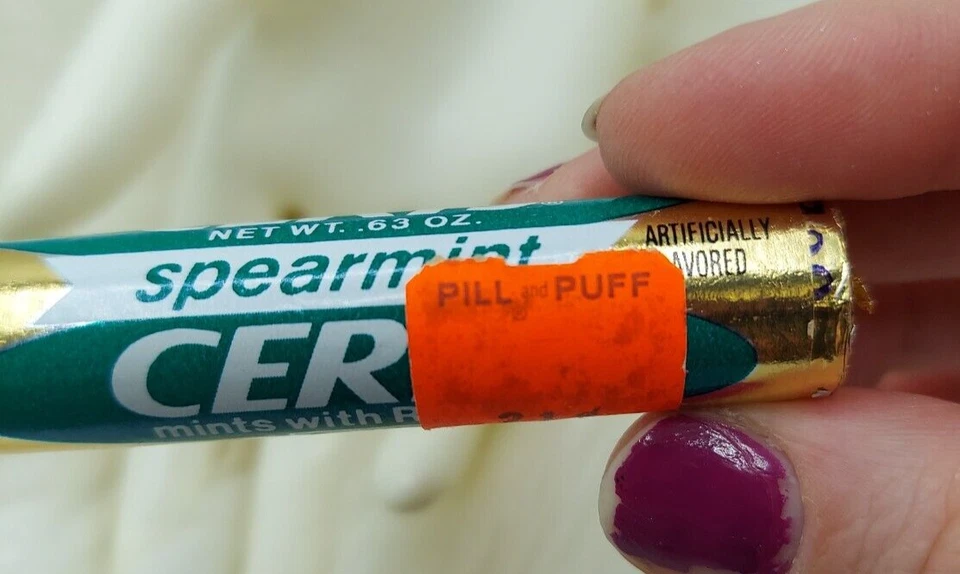 NET WT. .63 OZ.
spearmint
ARTIFICIALLY
AVORED
PILL and PUFF
CER
mints with R